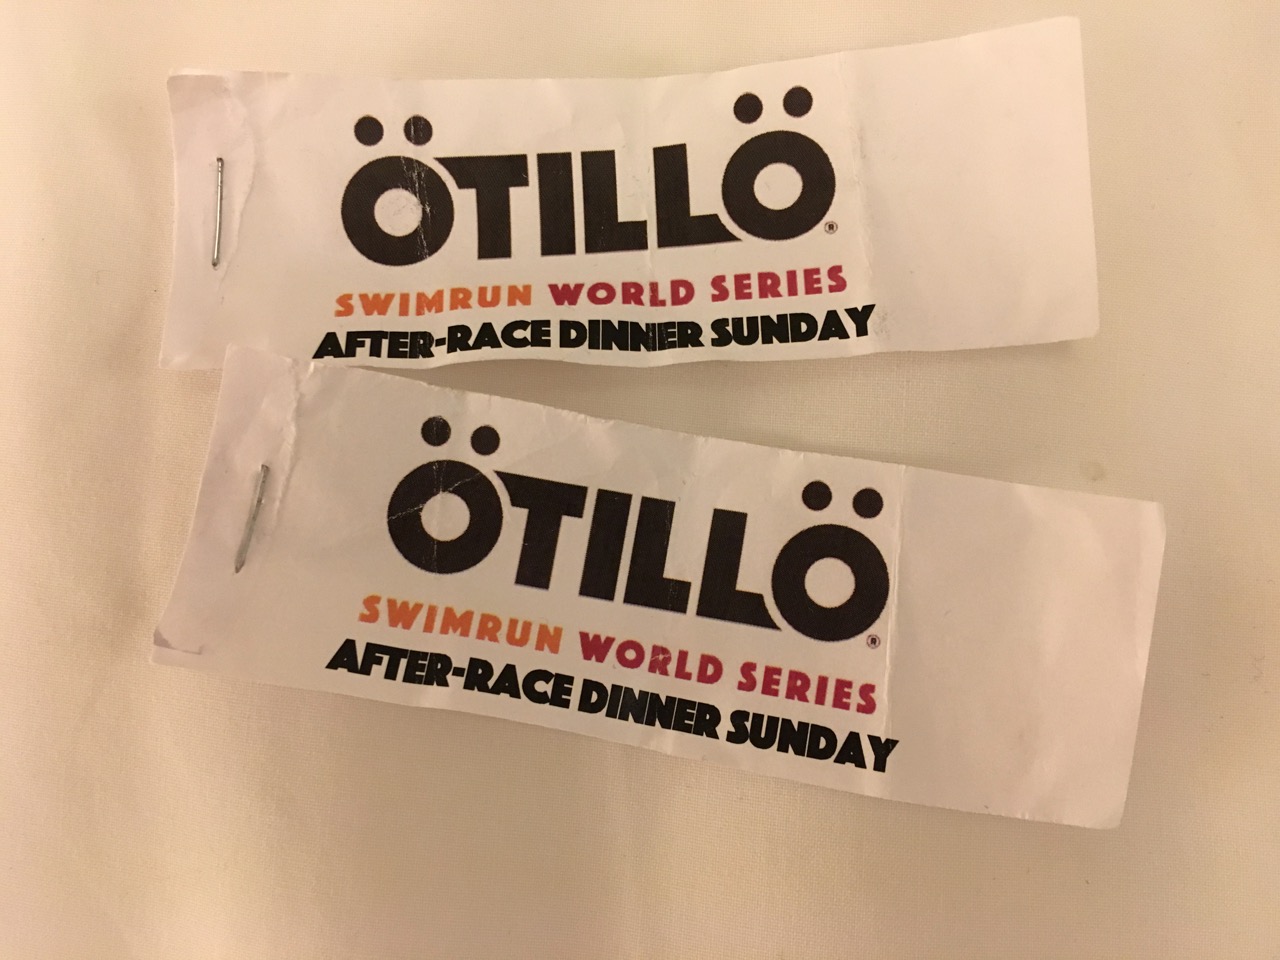 ÖTILLÖ®
SWIMRUN WORLD SERIES
AFTER-RACE DINNER SUNDAY
ÖTILLÖ®
SWIMRUN WORLD SERIES
AFTER-RACE DINNER SUNDAY